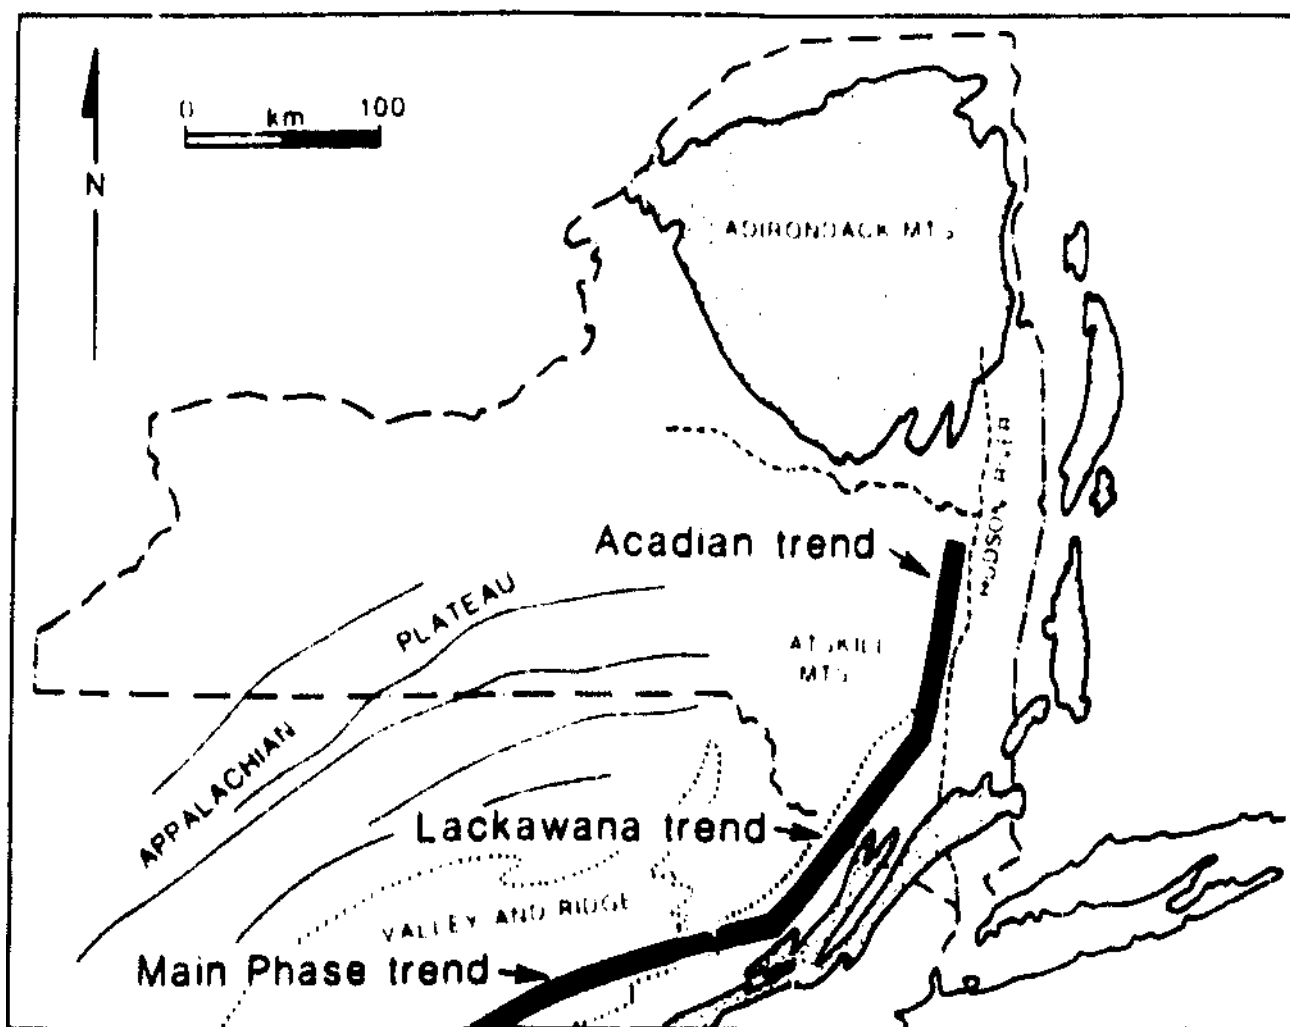 0 km 100
N
ADIRONDACK MTS
HUDSON RIVER
Acadian trend
PLATEAU
ATSKILL
MTS
APPALACHIAN
Lackawana trend
VALLEY AND RIDGE
Main Phase trend